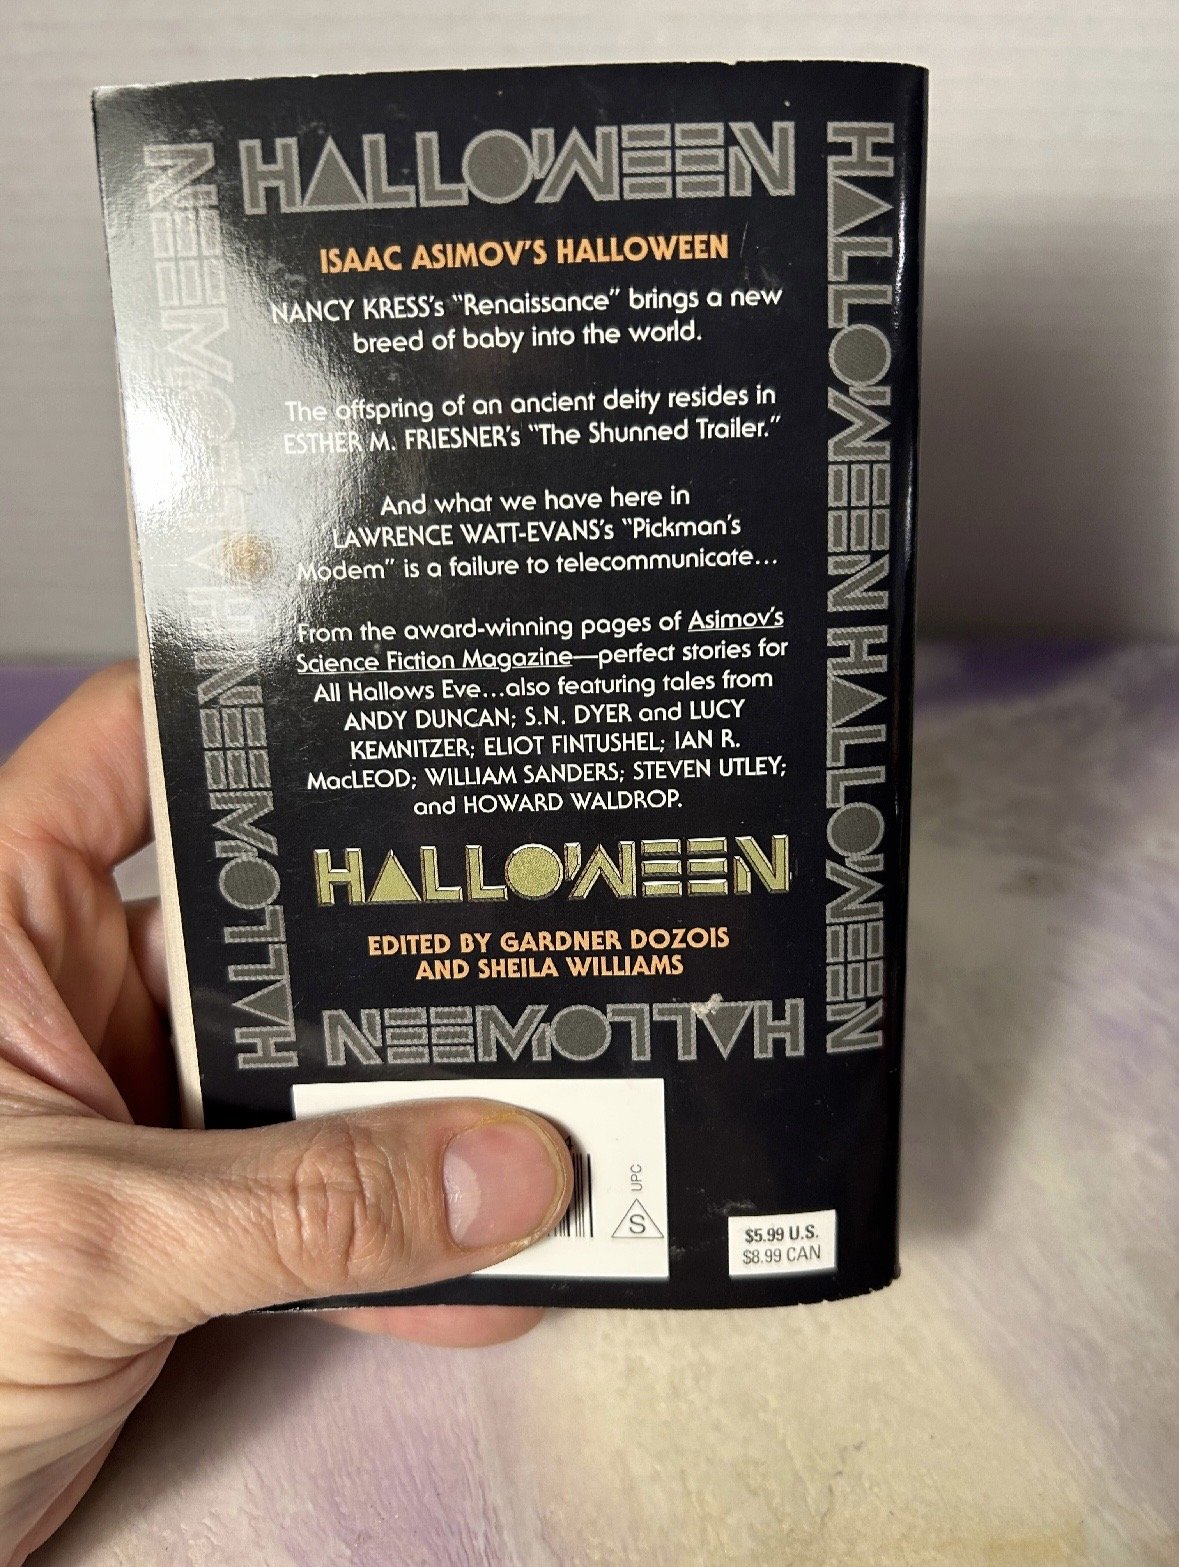 HALLOWEEN
HALLOWEEN HALLOWEEN
HALLOWEEN HALLOWEEN
ISAAC ASIMOV'S HALLOWEEN
NANCY KRESS's "Renaissance" brings a new
breed of baby into the world.
The offspring of an ancient deity resides in
ESTHER M. FRIESNER's "The Shunned Trailer."
And what we have here in
LAWRENCE WATT-EVANS's "Pickman's
Modem" is a failure to telecommunicate...
From the award-winning pages of Asimov's
Science Fiction Magazine—perfect stories for
All Hallows Eve...also featuring tales from
ANDY DUNCAN; S.N. DYER and LUCY
KEMNITZER; ELIOT FINTUSHEL; IAN R.
MacLEOD; WILLIAM SANDERS; STEVEN UTLEY;
and HOWARD WALDROP.
HALLOWEEN
EDITED BY GARDNER DOZOIS
AND SHEILA WILLIAMS
HALLOWEEN
UPC
S
$5.99 U.S.
$8.99 CAN